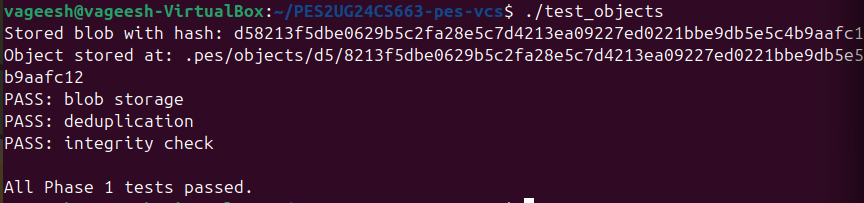 vageesh@vageesh-VirtualBox:~/PES2UG24CS663-pes-vcs$ ./test_objects
Stored blob with hash: d58213f5dbe0629b5c2fa28e5c7d4213ea09227ed0221bbe9db5e5c4b9aafc1
Object stored at: .pes/objects/d5/8213f5dbe0629b5c2fa28e5c7d4213ea09227ed0221bbe9db5e5
b9aafc12
PASS: blob storage
PASS: deduplication
PASS: integrity check
All Phase 1 tests passed.